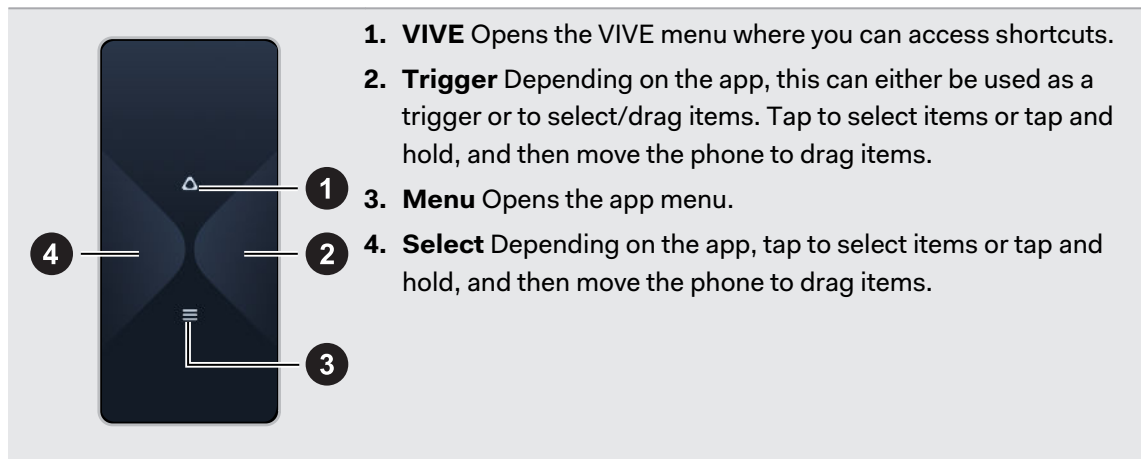 1. VIVE Opens the VIVE menu where you can access shortcuts.
2. Trigger Depending on the app, this can either be used as a
trigger or to select/drag items. Tap to select items or tap and
hold, and then move the phone to drag items.
3. Menu Opens the app menu.
4. Select Depending on the app, tap to select items or tap and
hold, and then move the phone to drag items.
1
2
3
4